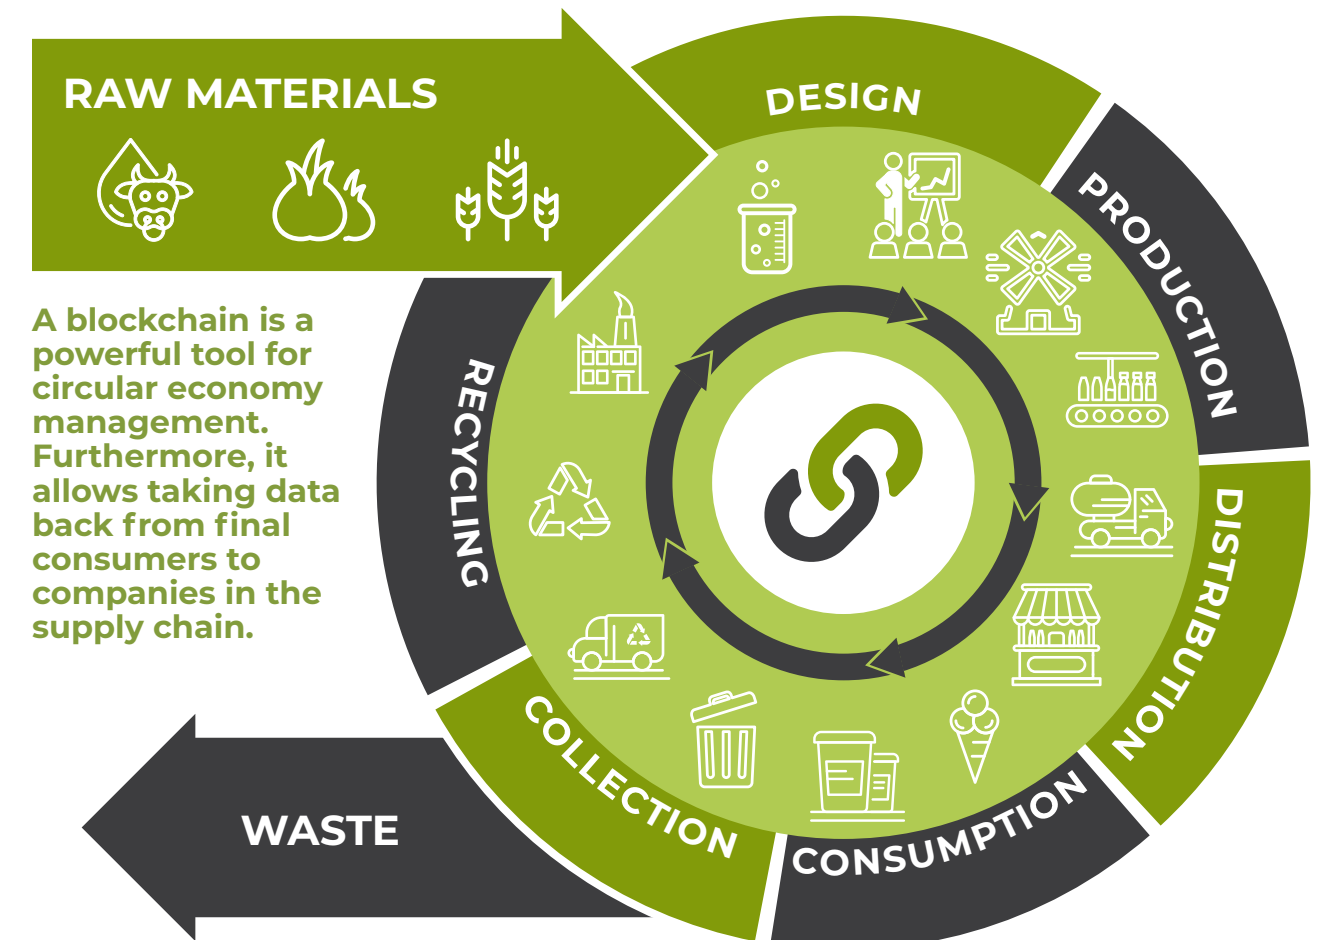 RAW MATERIALS
DESIGN
PRODUCTION
DISTRIBUTION
CONSUMPTION
COLLECTION
RECYCLING
A blockchain is a
powerful tool for
circular economy
management.
Furthermore, it
allows taking data
back from final
consumers to
companies in the
supply chain.
WASTE